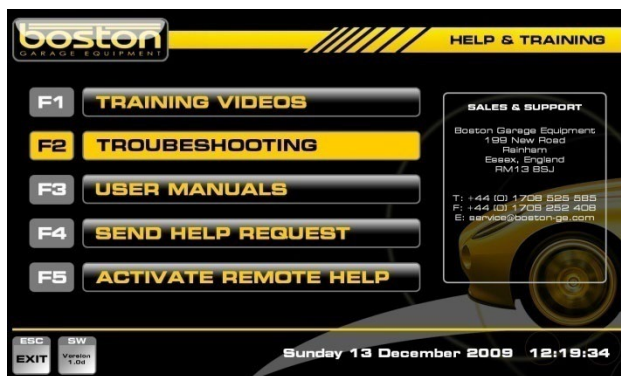 boston
GARAGE EQUIPMENT
HELP & TRAINING
F1 TRAINING VIDEOS
F2 TROUBESHOOTING
F3 USER MANUALS
F4 SEND HELP REQUEST
F5 ACTIVATE REMOTE HELP
SALES & SUPPORT
Boston Garage Equipment
199 New Road
Rainham
Essex, England
RM13 8SJ
T: +44 (0) 1708 525 585
F: +44 (0) 1708 252 408
E: service@boston-ge.com
ESC
EXIT
SW
Version
1.0d
Sunday 13 December 2009 12:19:34